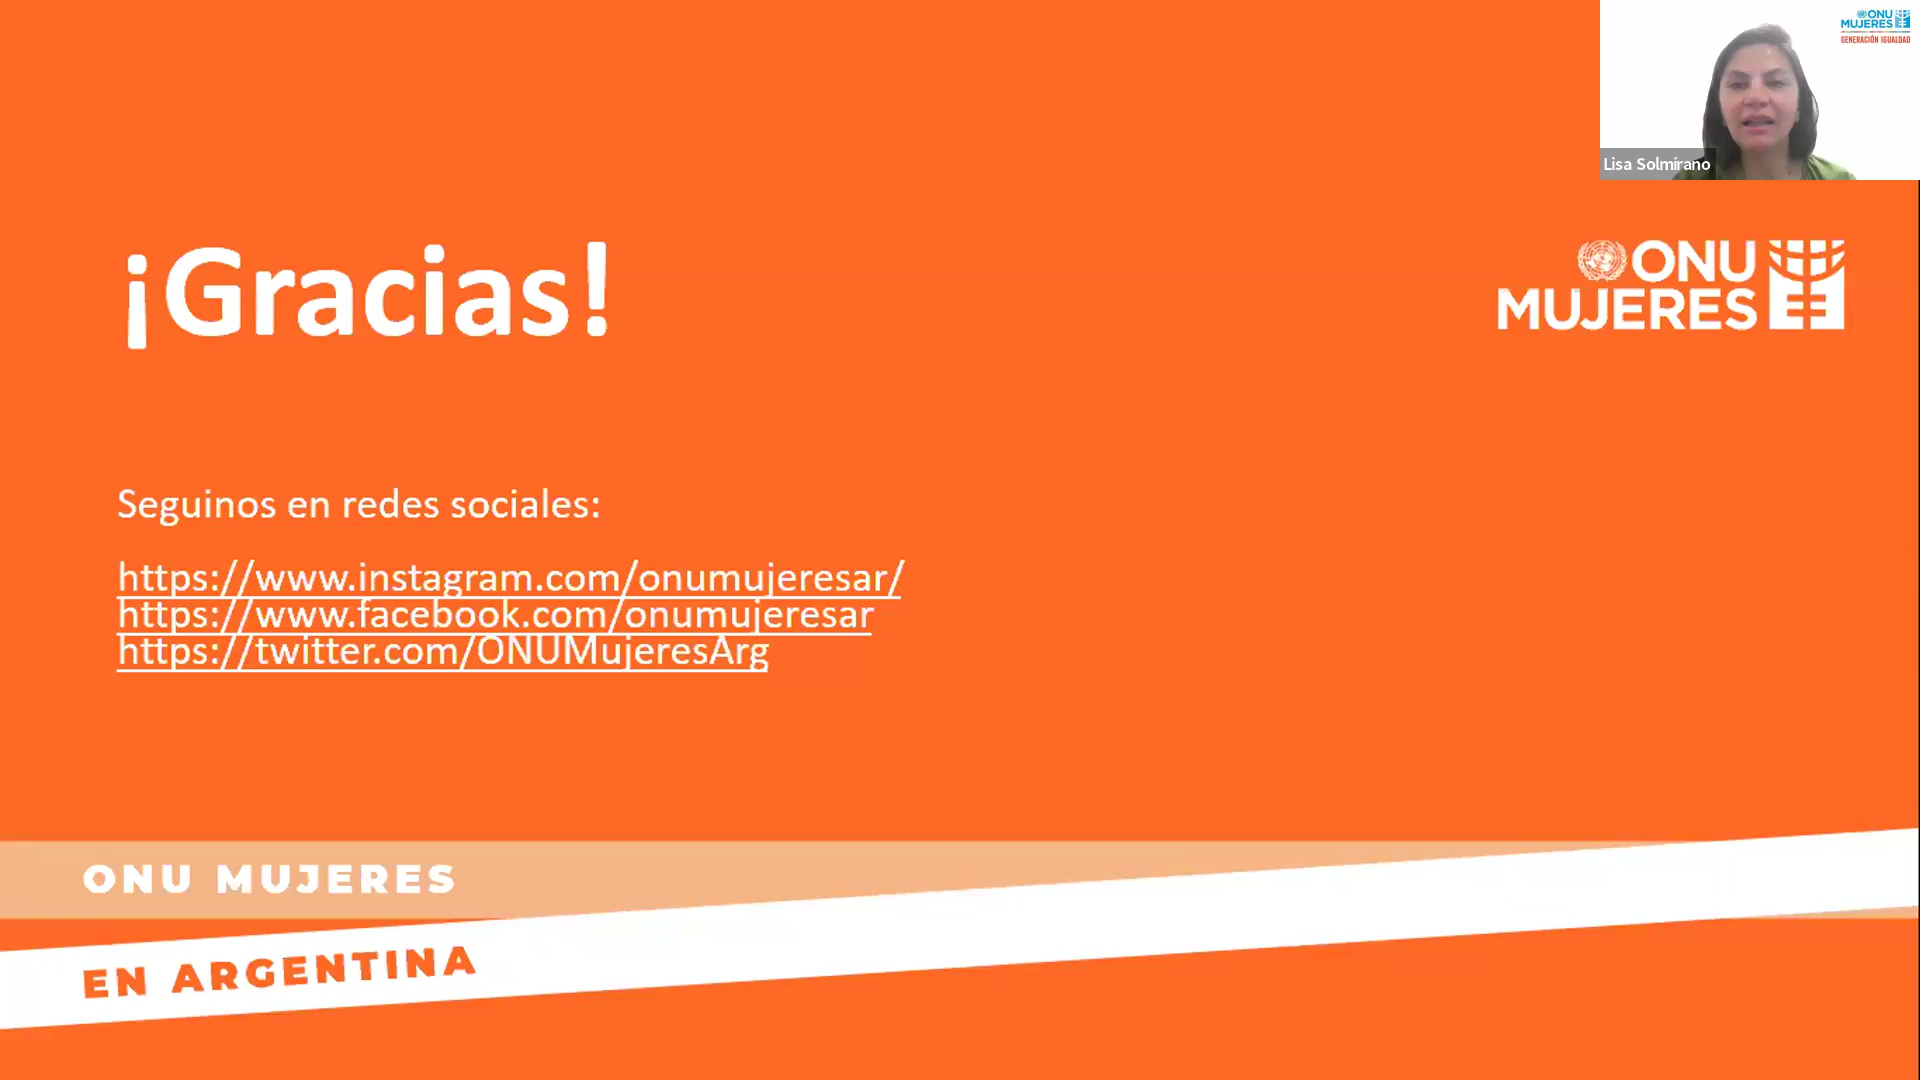 ONU
MUJERES
GENERACIÓN IGUALDAD
Lisa Solmirano
¡Gracias!
ONU
MUJERES
Seguinos en redes sociales:
https://www.instagram.com/onumujeresar/
https://www.facebook.com/onumujeresar
https://twitter.com/ONUMujeresArg
ONU MUJERES
EN ARGENTINA